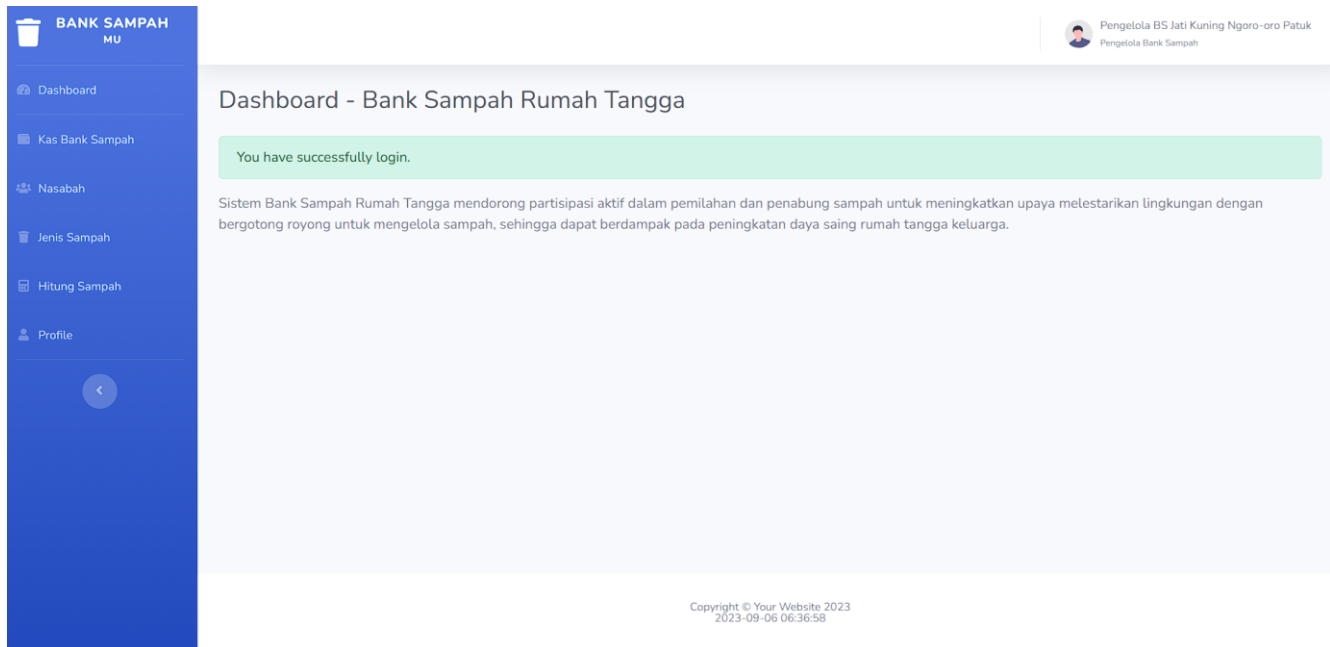 BANK SAMPAH
MU
Pengelola BS Jati Kuning Ngoro-oro Patuk
Pengelola Bank Sampah
Dashboard
Kas Bank Sampah
Nasabah
Jenis Sampah
Hitung Sampah
Profile
Dashboard - Bank Sampah Rumah Tangga
You have successfully login.
Sistem Bank Sampah Rumah Tangga mendorong partisipasi aktif dalam pemilahan dan penabung sampah untuk meningkatkan upaya melestarikan lingkungan dengan
bergotong royong untuk mengelola sampah, sehingga dapat berdampak pada peningkatan daya saing rumah tangga keluarga.
Copyright © Your Website 2023
2023-09-06 06:36:58